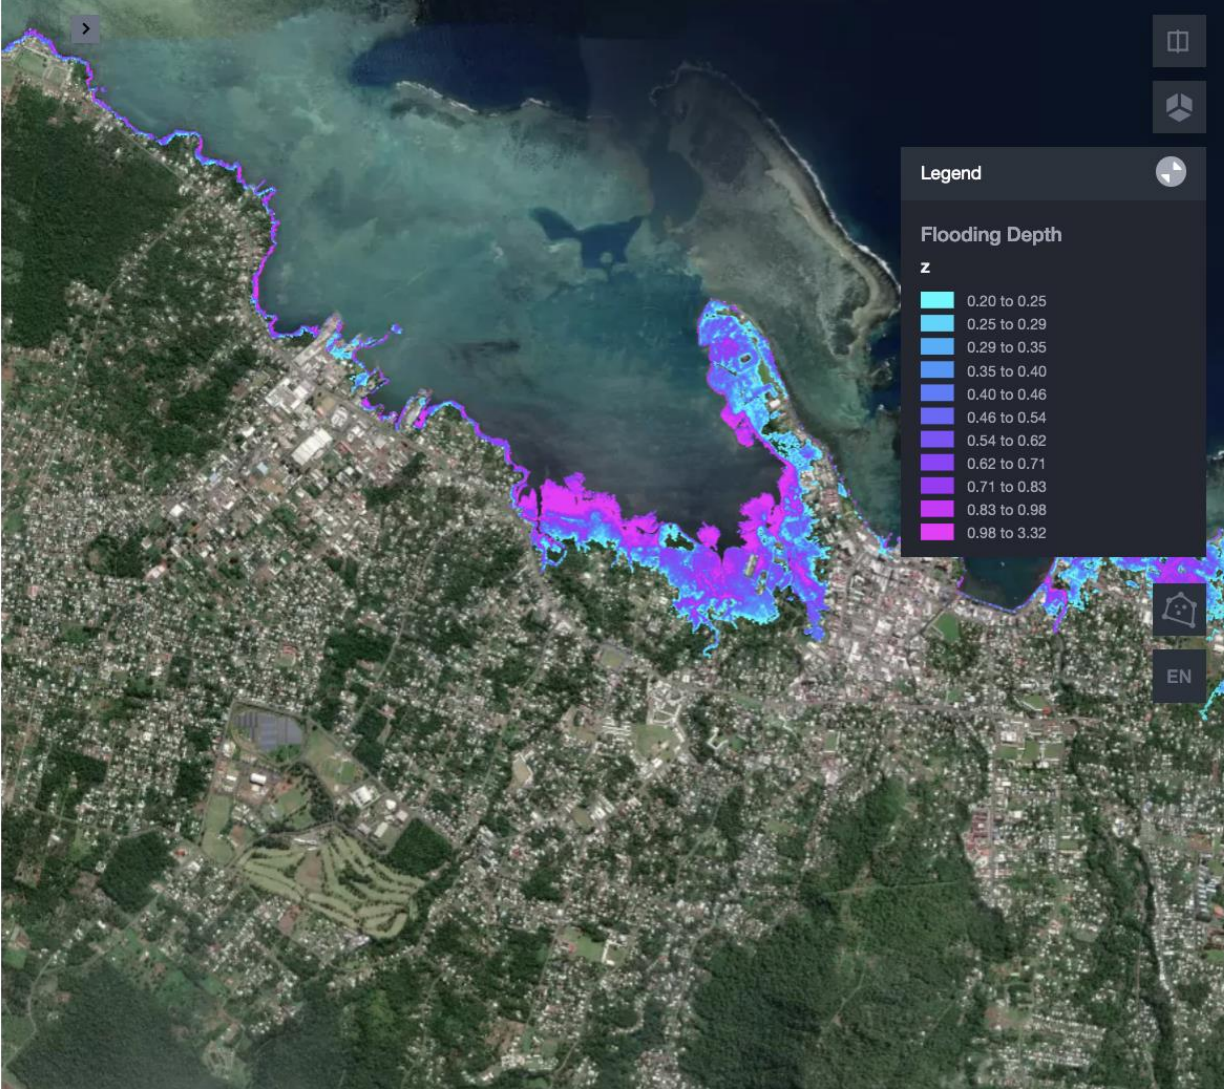 Legend
Flooding Depth
z
0.20 to 0.25
0.25 to 0.29
0.29 to 0.35
0.35 to 0.40
0.40 to 0.46
0.46 to 0.54
0.54 to 0.62
0.62 to 0.71
0.71 to 0.83
0.83 to 0.98
0.98 to 3.32
EN